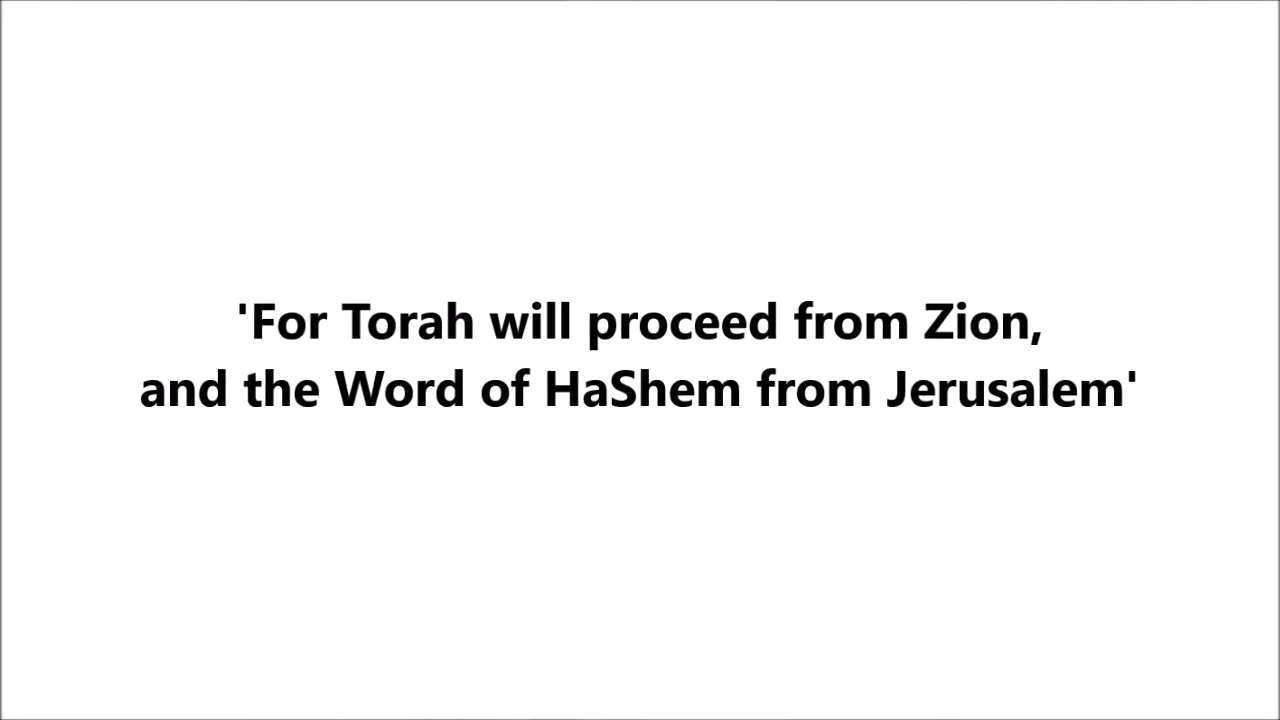 'For Torah will proceed from Zion,
and the Word of HaShem from Jerusalem'